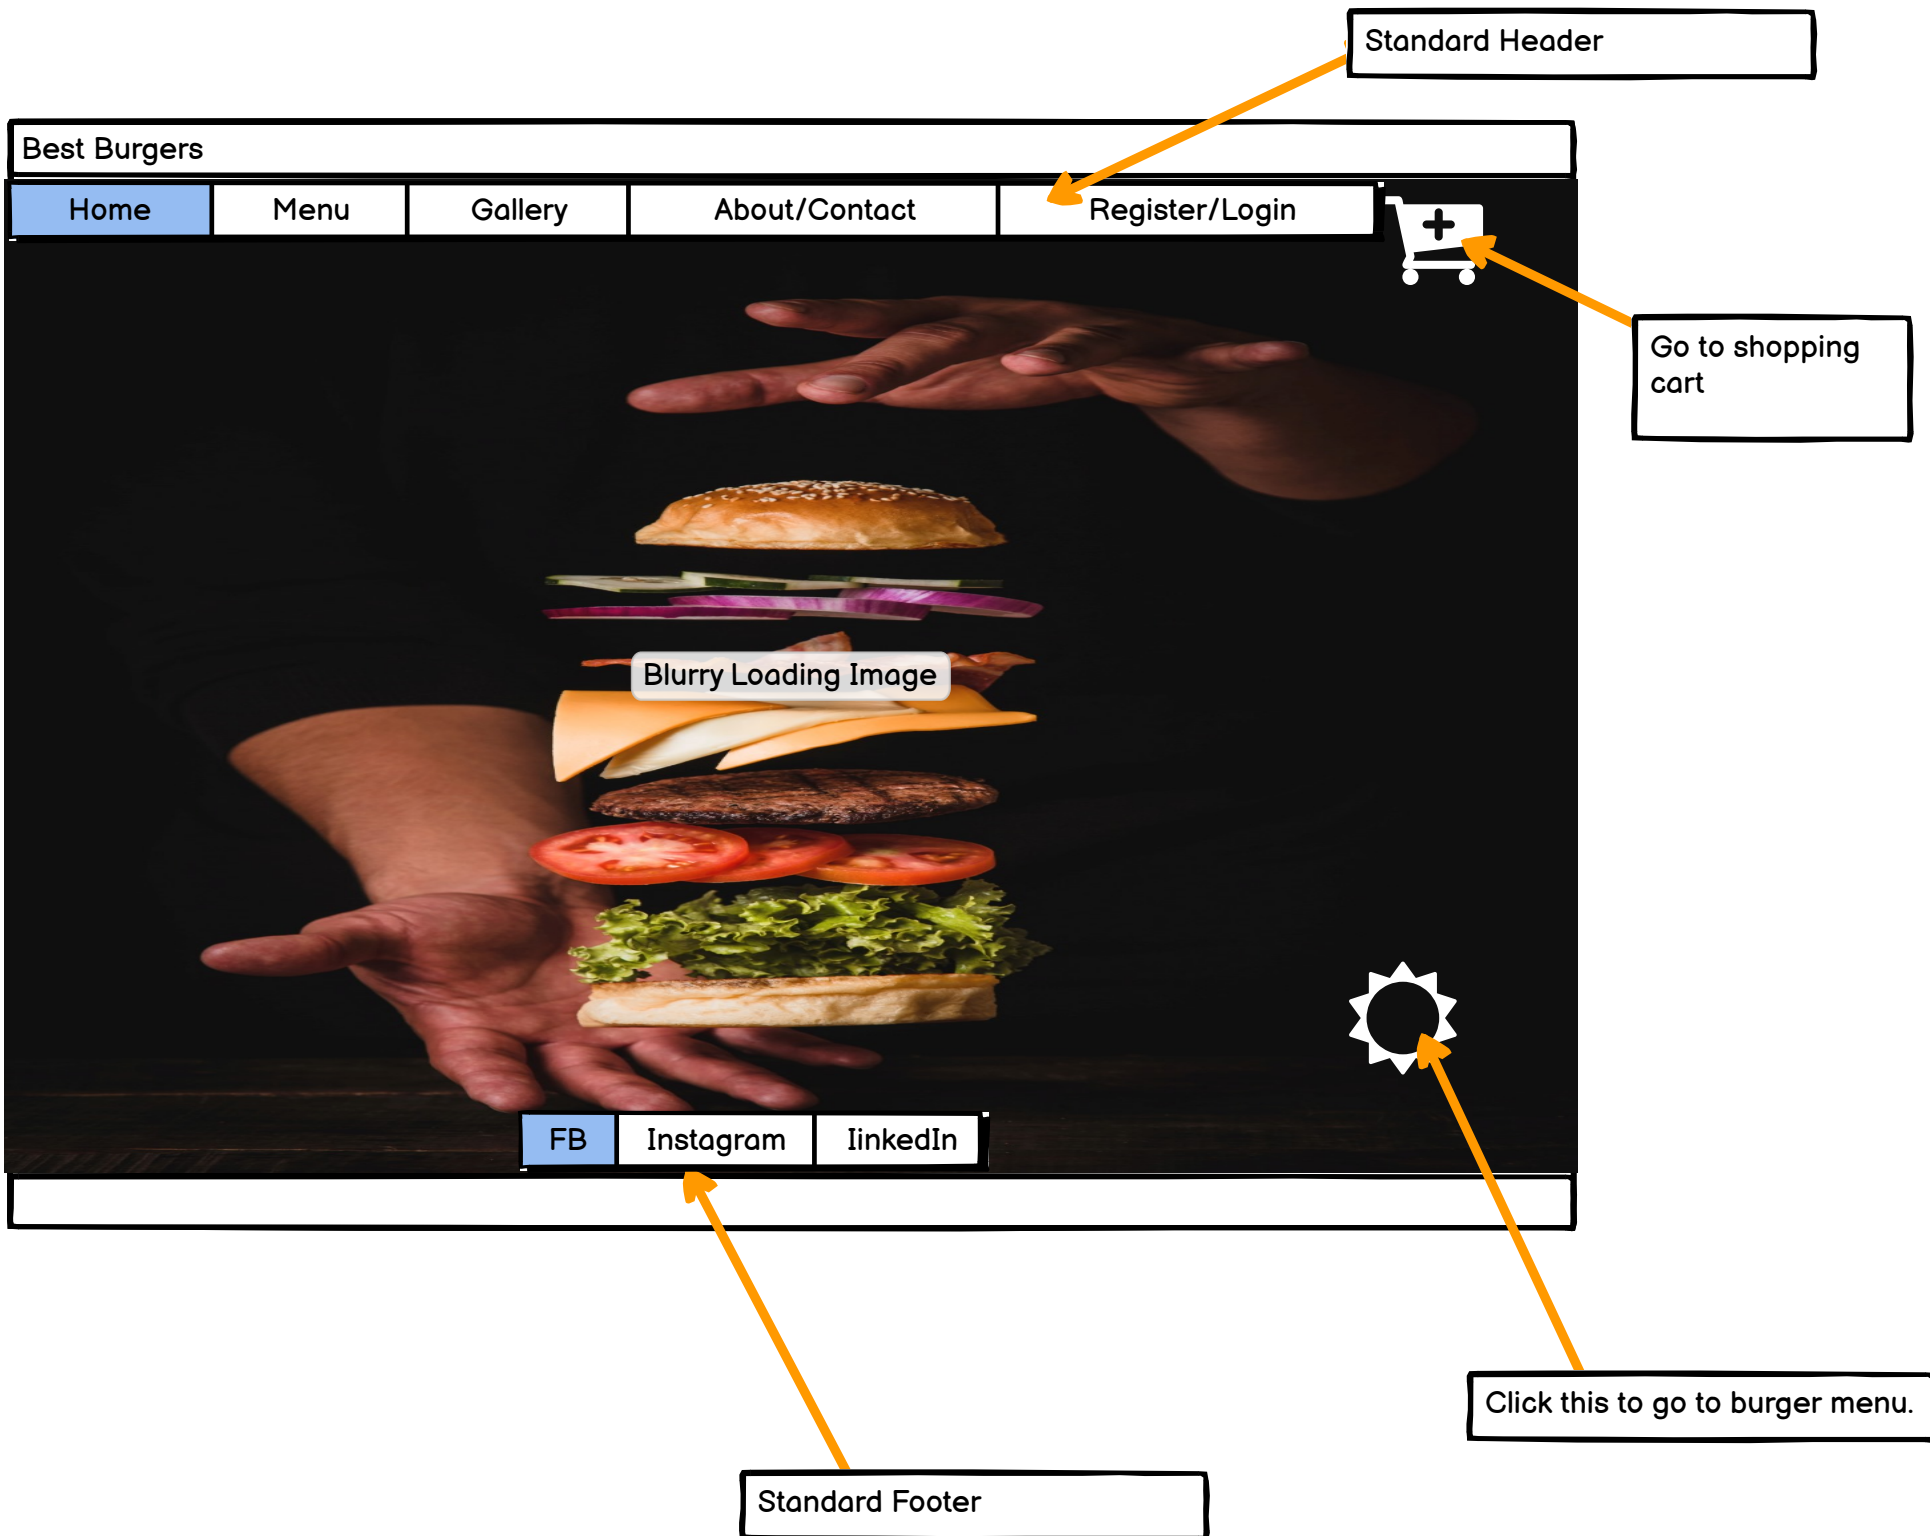 Standard Header
Best Burgers
Home Menu Gallery About/Contact Register/Login
Go to shopping
cart
Blurry Loading Image
FB Instagram IinkedIn
Click this to go to burger menu.
Standard Footer